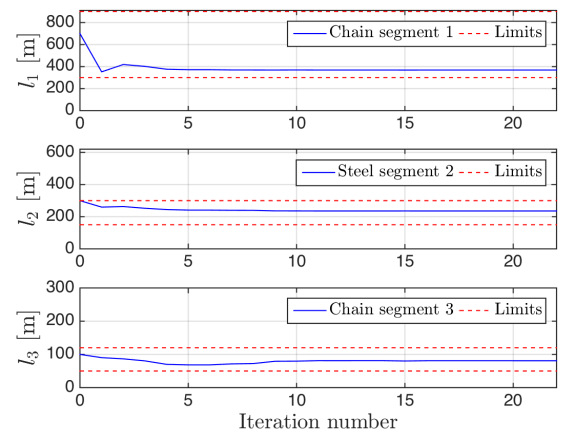 800
600
400
200
0
l1 [m]
Chain segment 1 Limits
0 5 10 15 20
600
400
200
0
l2 [m]
Steel segment 2 Limits
0 5 10 15 20
300
200
100
0
l3 [m]
Chain segment 3 Limits
0 5 10 15 20
Iteration number